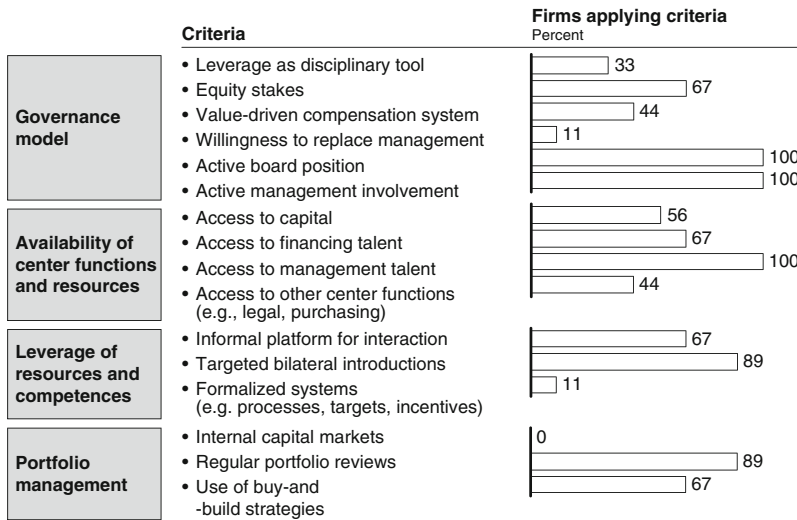 Criteria
Firms applying criteria
Percent
Governance
model
• Leverage as disciplinary tool 33
• Equity stakes 67
• Value-driven compensation system 44
• Willingness to replace management 11
• Active board position 100
• Active management involvement 100
Availability of
center functions
and resources
• Access to capital 56
• Access to financing talent 67
• Access to management talent 100
• Access to other center functions 44
(e.g., legal, purchasing)
Leverage of
resources and
competences
• Informal platform for interaction 67
• Targeted bilateral introductions 89
• Formalized systems 11
(e.g. processes, targets, incentives)
Portfolio
management
• Internal capital markets 0
• Regular portfolio reviews 89
• Use of buy-and 67
-build strategies